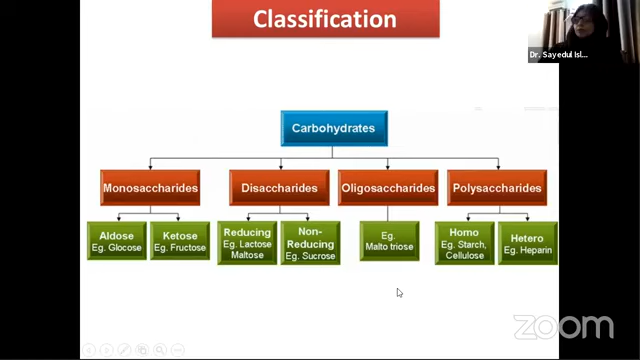 Classification
Dr. Sayedul Isl...
Carbohydrates
Monosaccharides
Disaccharides
Oligosaccharides
Polysaccharides
Aldose
Eg. Glocose
Ketose
Eg. Fructose
Reducing
Eg. Lactose
Maltose
Non-
Reducing
Eg. Sucrose
Eg.
Malto triose
Homo
Eg. Starch,
Cellulose
Hetero
Eg. Heparin
zoom